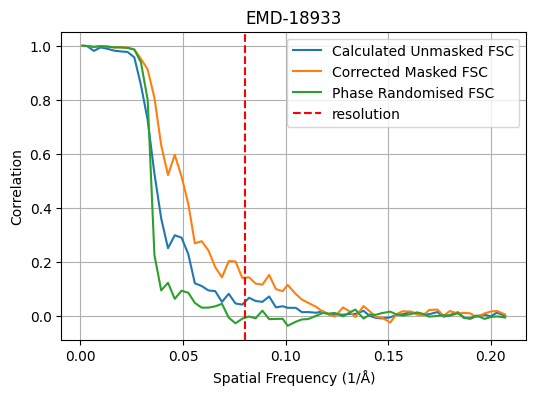 EMD-18933
Calculated Unmasked FSC
Corrected Masked FSC
Phase Randomised FSC
resolution
Correlation
1.0
0.8
0.6
0.4
0.2
0.0
0.00 0.05 0.10 0.15 0.20
Spatial Frequency (1/Å)